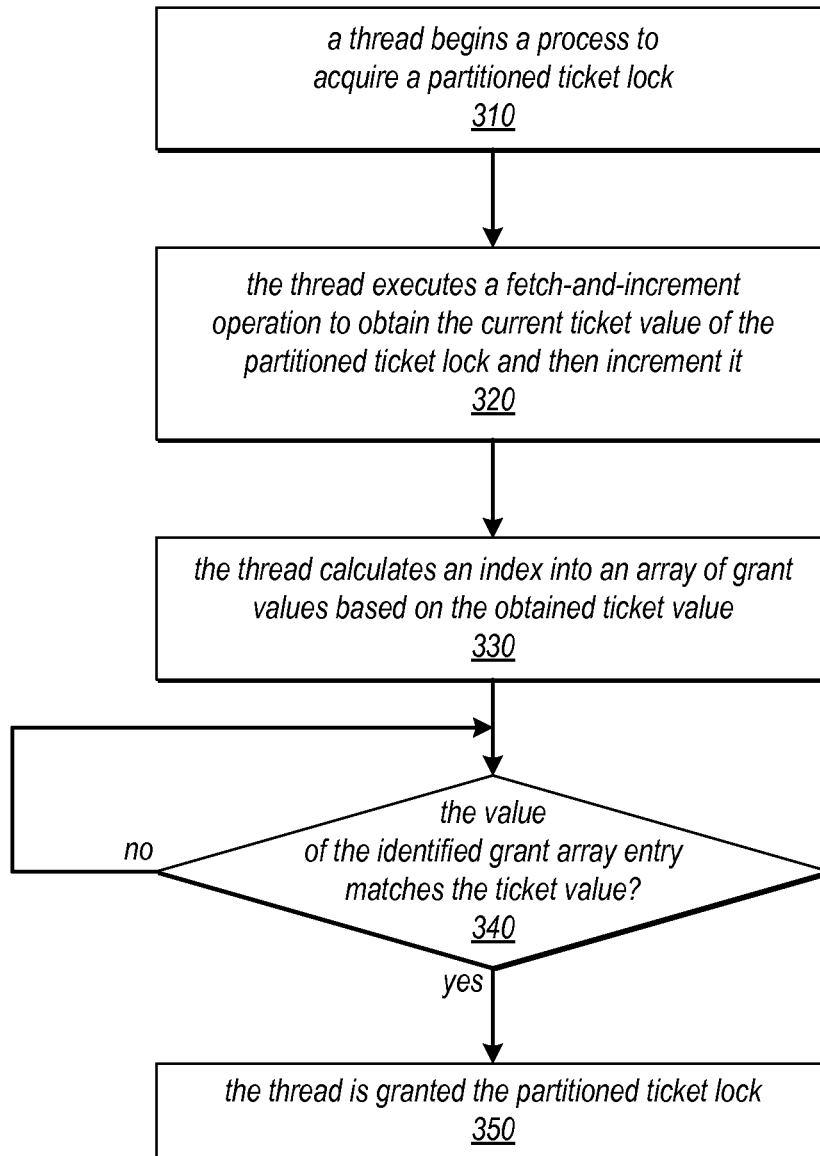 a thread begins a process to
acquire a partitioned ticket lock
310
the thread executes a fetch-and-increment
operation to obtain the current ticket value of the
partitioned ticket lock and then increment it
320
the thread calculates an index into an array of grant
values based on the obtained ticket value
330
the value
of the identified grant array entry
matches the ticket value?
340
no
yes
the thread is granted the partitioned ticket lock
350